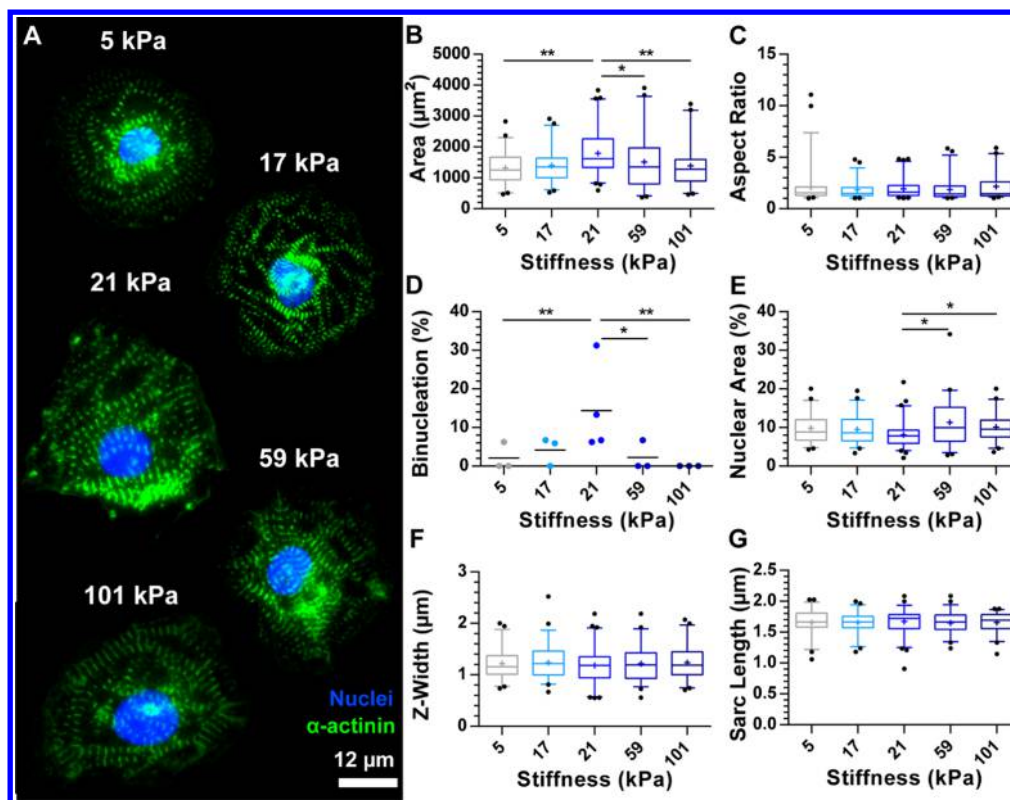 A
5 kPa
17 kPa
21 kPa
59 kPa
101 kPa
Nuclei
α-actinin
12 µm
B
Area (µm²)
5000
4000
3000
2000
1000
0
**
**
*
5
17
21
59
101
Stiffness (kPa)
C
Aspect Ratio
15
10
5
0
5
17
21
59
101
Stiffness (kPa)
D
Binucleation (%)
40
30
20
10
0
**
**
*
5
17
21
59
101
Stiffness (kPa)
E
Nuclear Area (%)
40
30
20
10
0
*
*
5
17
21
59
101
Stiffness (kPa)
F
Z-Width (µm)
3
2
1
0
5
17
21
59
101
Stiffness (kPa)
G
Sarc Length (µm)
2.5
2.0
1.5
1.0
0.5
0.0
5
17
21
59
101
Stiffness (kPa)